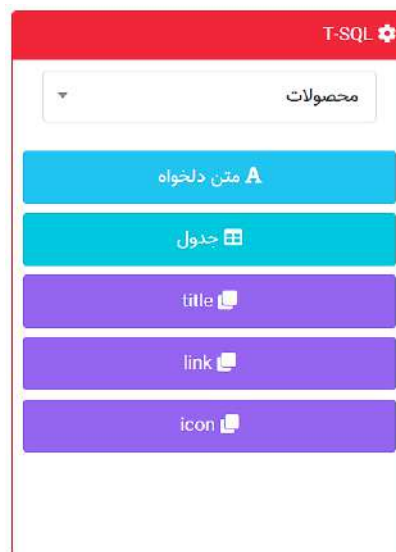 T-SQL
محصولات
متن دلخواه
جدول
title
link
icon